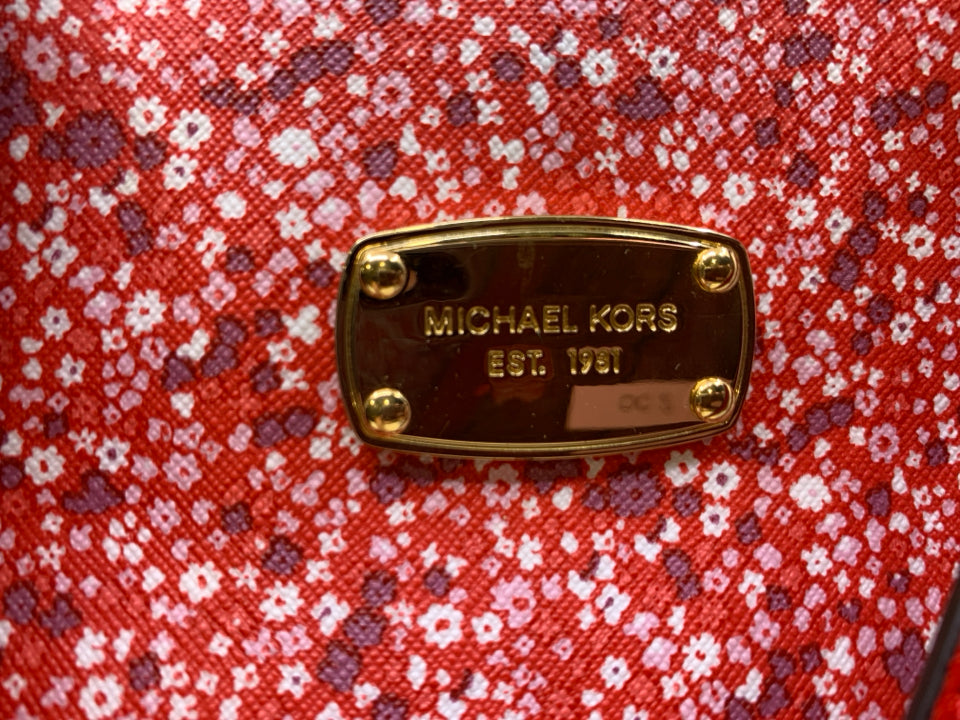 MICHAEL KORS
EST. 1981